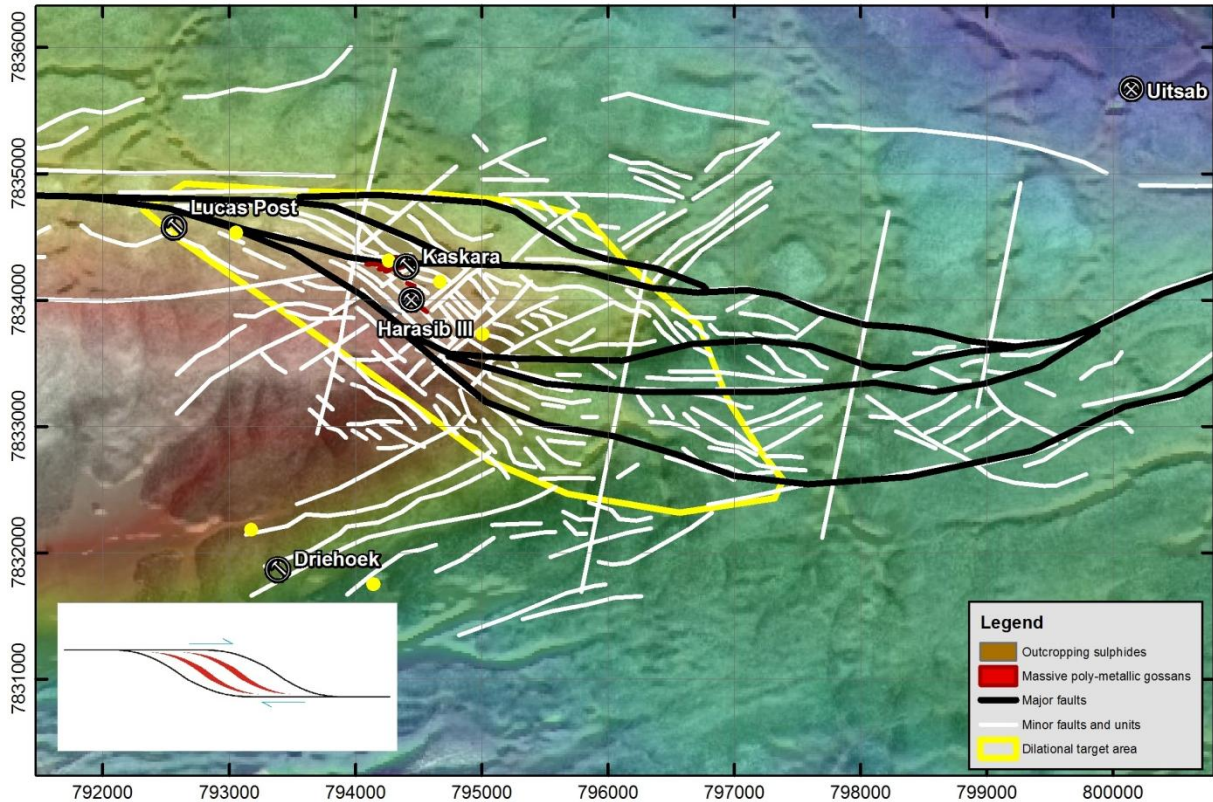 7836000
7835000
7834000
7833000
7832000
7831000
Uitsab
Lucas Post
Kaskara
Harasib III
Driehoek
Legend
Outcropping sulphides
Massive poly-metallic gossans
Major faults
Minor faults and units
Dilational target area
792000 793000 794000 795000 796000 797000 798000 799000 800000